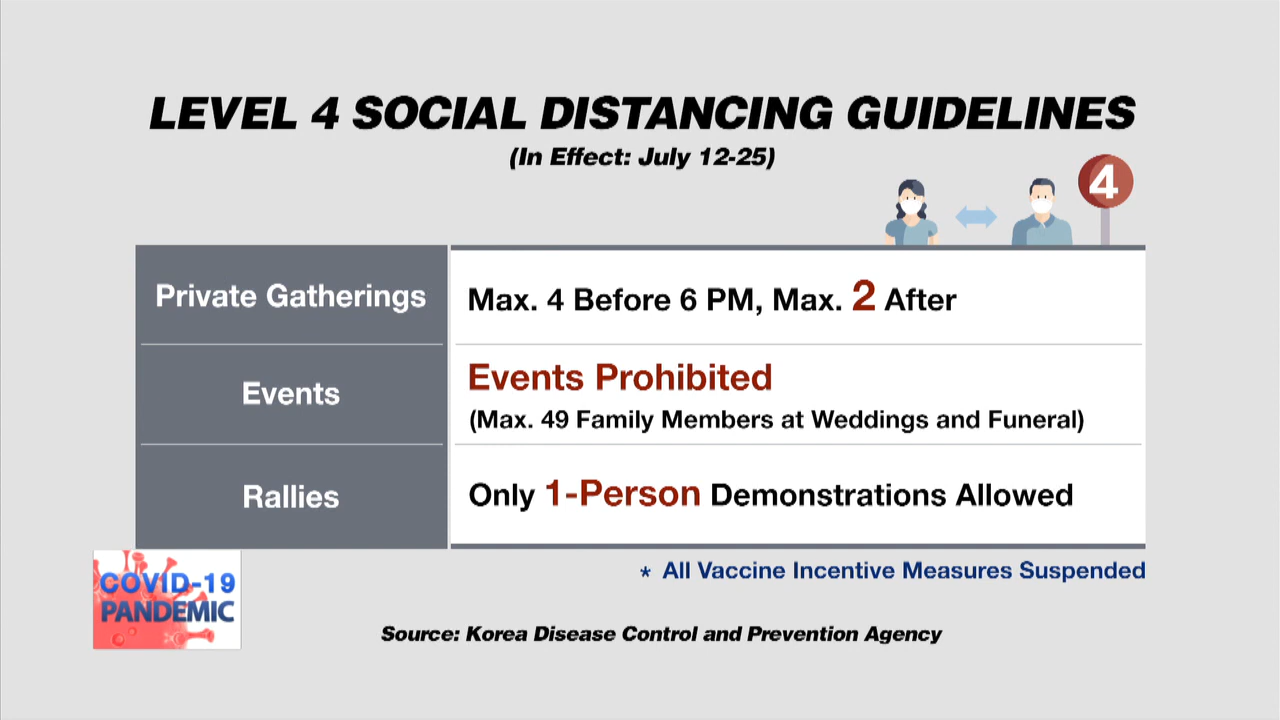 LEVEL 4 SOCIAL DISTANCING GUIDELINES
(In Effect: July 12-25)
4
Private Gatherings
Max. 4 Before 6 PM, Max. 2 After
Events
Events Prohibited
(Max. 49 Family Members at Weddings and Funeral)
Rallies
Only 1-Person Demonstrations Allowed
* All Vaccine Incentive Measures Suspended
COVID-19
PANDEMIC
Source: Korea Disease Control and Prevention Agency